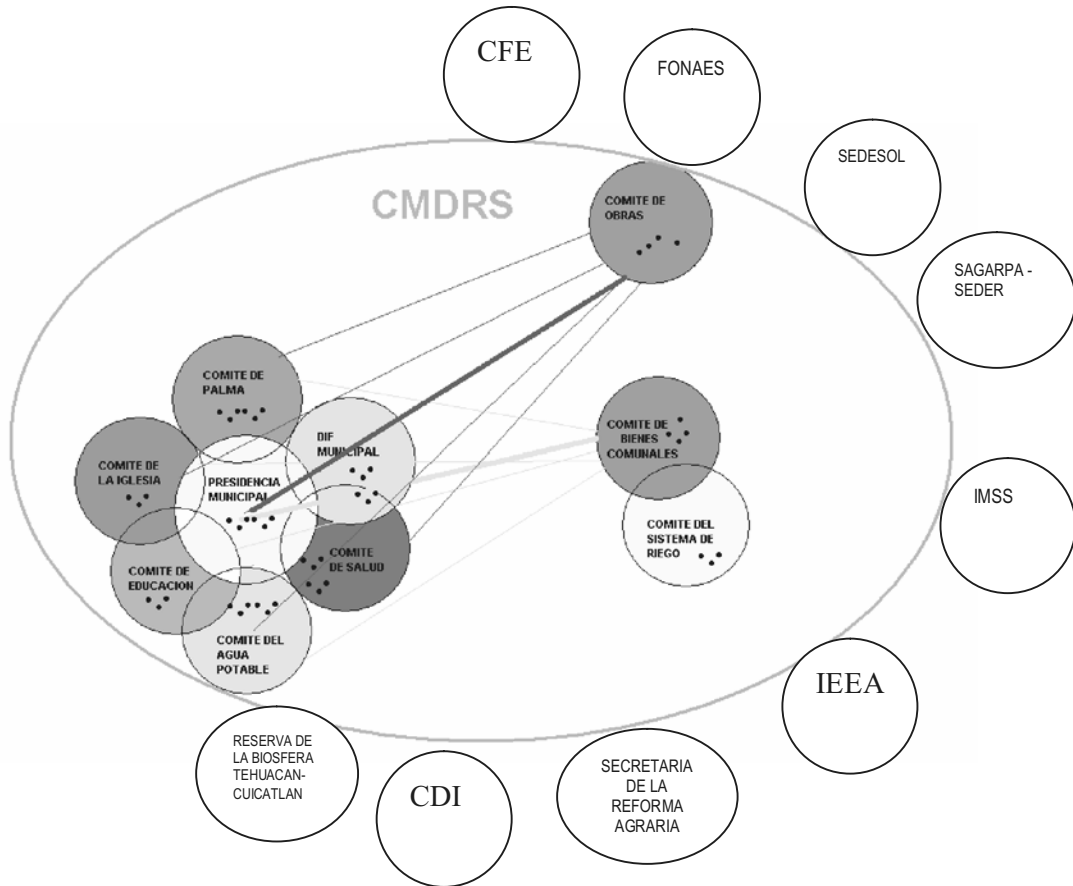 CFE
FONAES
SEDESOL
CMDRS
COMITE DE
OBRAS
SAGARPA -
SEDER
COMITE DE
PALMA
DIF
MUNICIPAL
COMITE DE
BIENES
COMUNALES
COMITE DE
LA IGLESIA
PRESIDENCIA
MUNICIPAL
IMSS
COMITE DEL
SISTEMA DE
RIEGO
COMITE DE
EDUCACION
COMITE
DE SALUD
COMITE DEL
AGUA
POTABLE
IEEA
RESERVA DE
LA BIOSFERA
TEHUACAN-
CUICATLAN
CDI
SECRETARIA
DE LA
REFORMA
AGRARIA